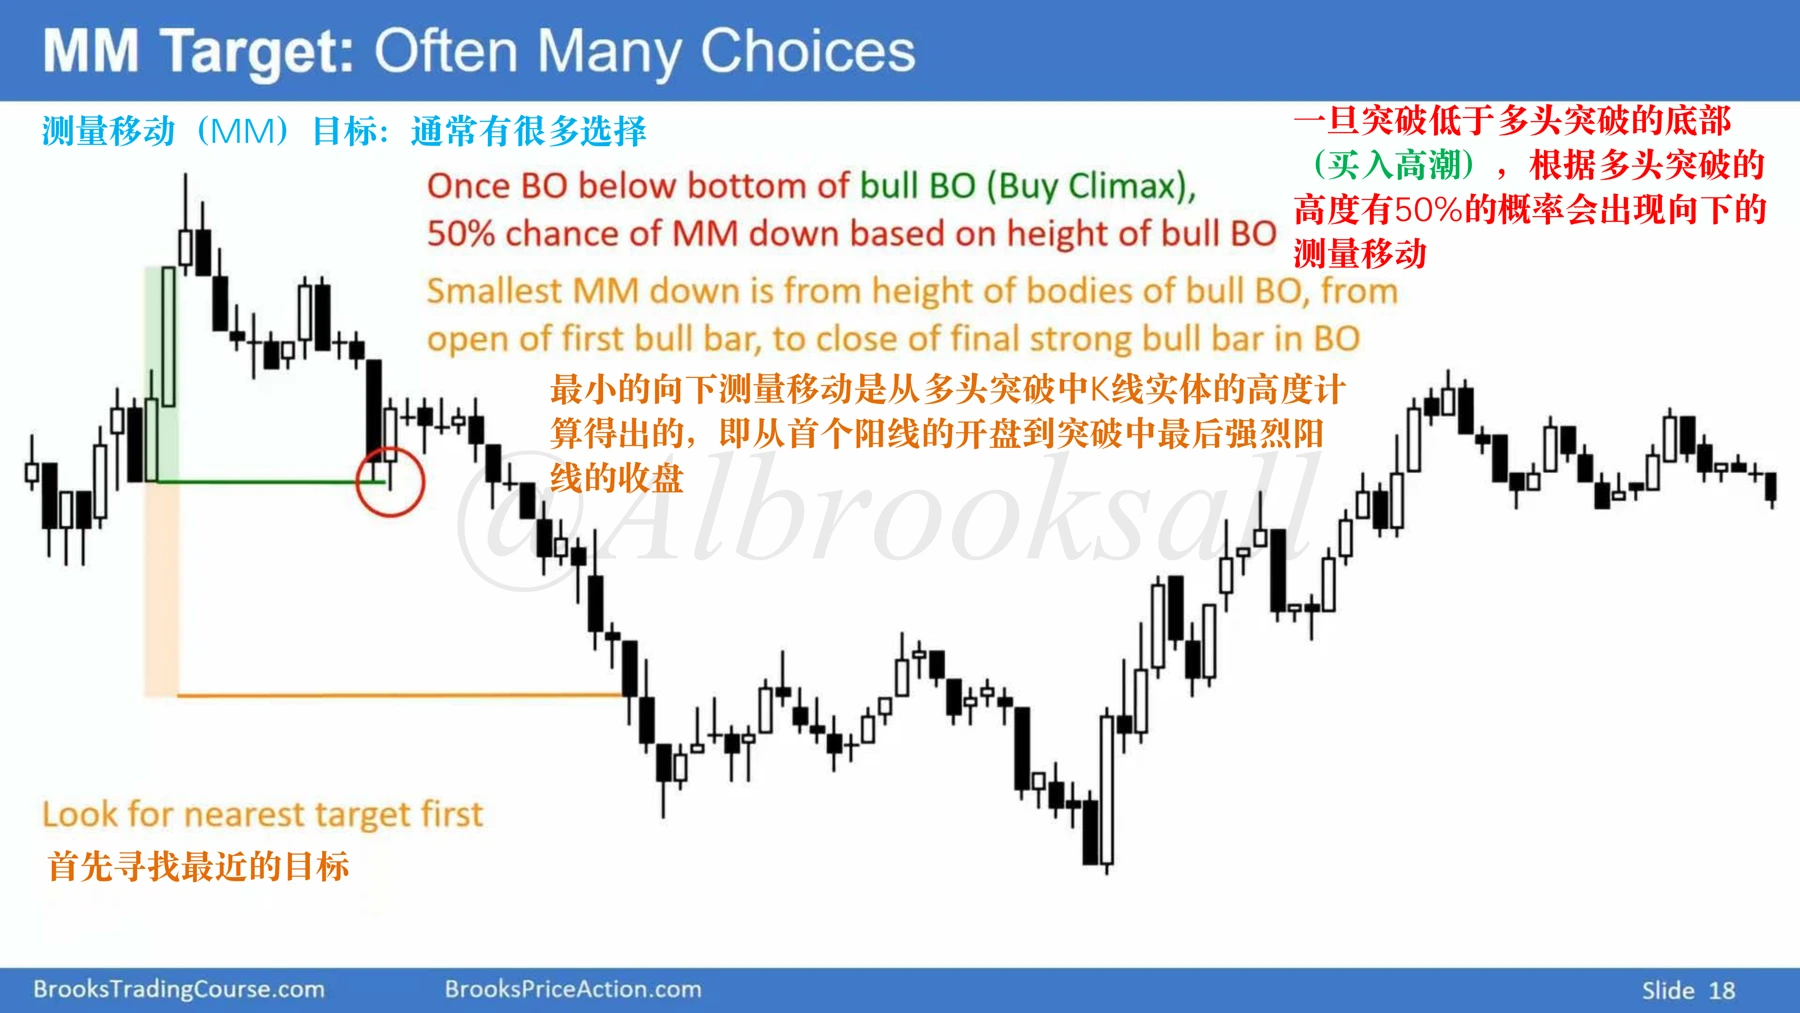 MM Target: Often Many Choices
测量移动（MM）目标：通常有很多选择
一旦突破低于多头突破的底部
（买入高潮），根据多头突破的
高度有50%的概率会出现向下的
测量移动
Once BO below bottom of bull BO (Buy Climax),
50% chance of MM down based on height of bull BO
Smallest MM down is from height of bodies of bull BO, from
open of first bull bar, to close of final strong bull bar in BO
最小的向下测量移动是从多头突破中K线实体的高度计
算得出的，即从首个阳线的开盘到突破中最后强烈阳
线的收盘
@Albrooksall
Look for nearest target first
首先寻找最近的目标
BrooksTradingCourse.com
BrooksPriceAction.com
Slide 18